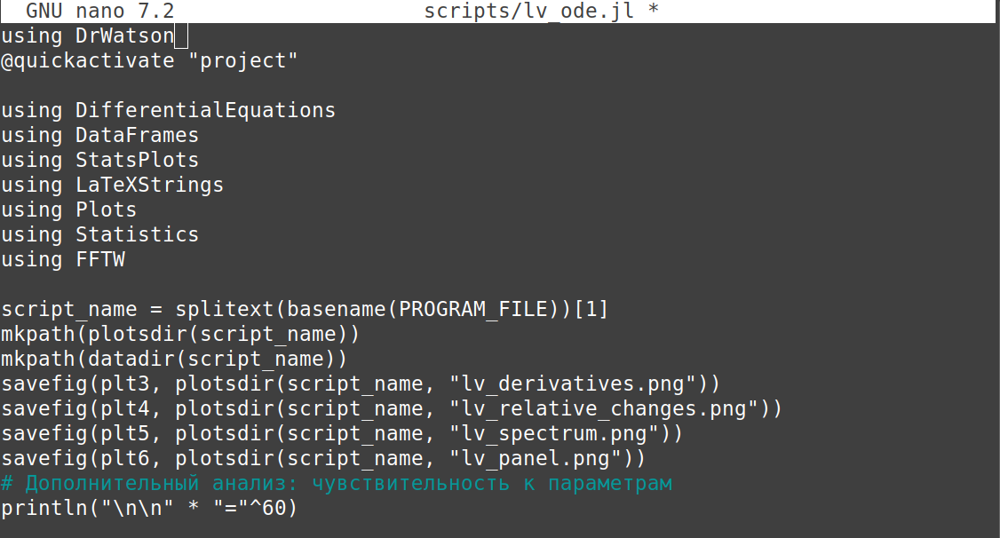 GNU nano 7.2 scripts/lv_ode.jl *
using DrWatson
@quickactivate "project"
using DifferentialEquations
using DataFrames
using StatsPlots
using LaTeXStrings
using Plots
using Statistics
using FFTW
script_name = splitext(basename(PROGRAM_FILE))[1]
mkpath(plotsdir(script_name))
mkpath(datadir(script_name))
savefig(plt3, plotsdir(script_name, "lv_derivatives.png"))
savefig(plt4, plotsdir(script_name, "lv_relative_changes.png"))
savefig(plt5, plotsdir(script_name, "lv_spectrum.png"))
savefig(plt6, plotsdir(script_name, "lv_panel.png"))
# Дополнительный анализ: чувствительность к параметрам
println("\n\n" * "="^60)